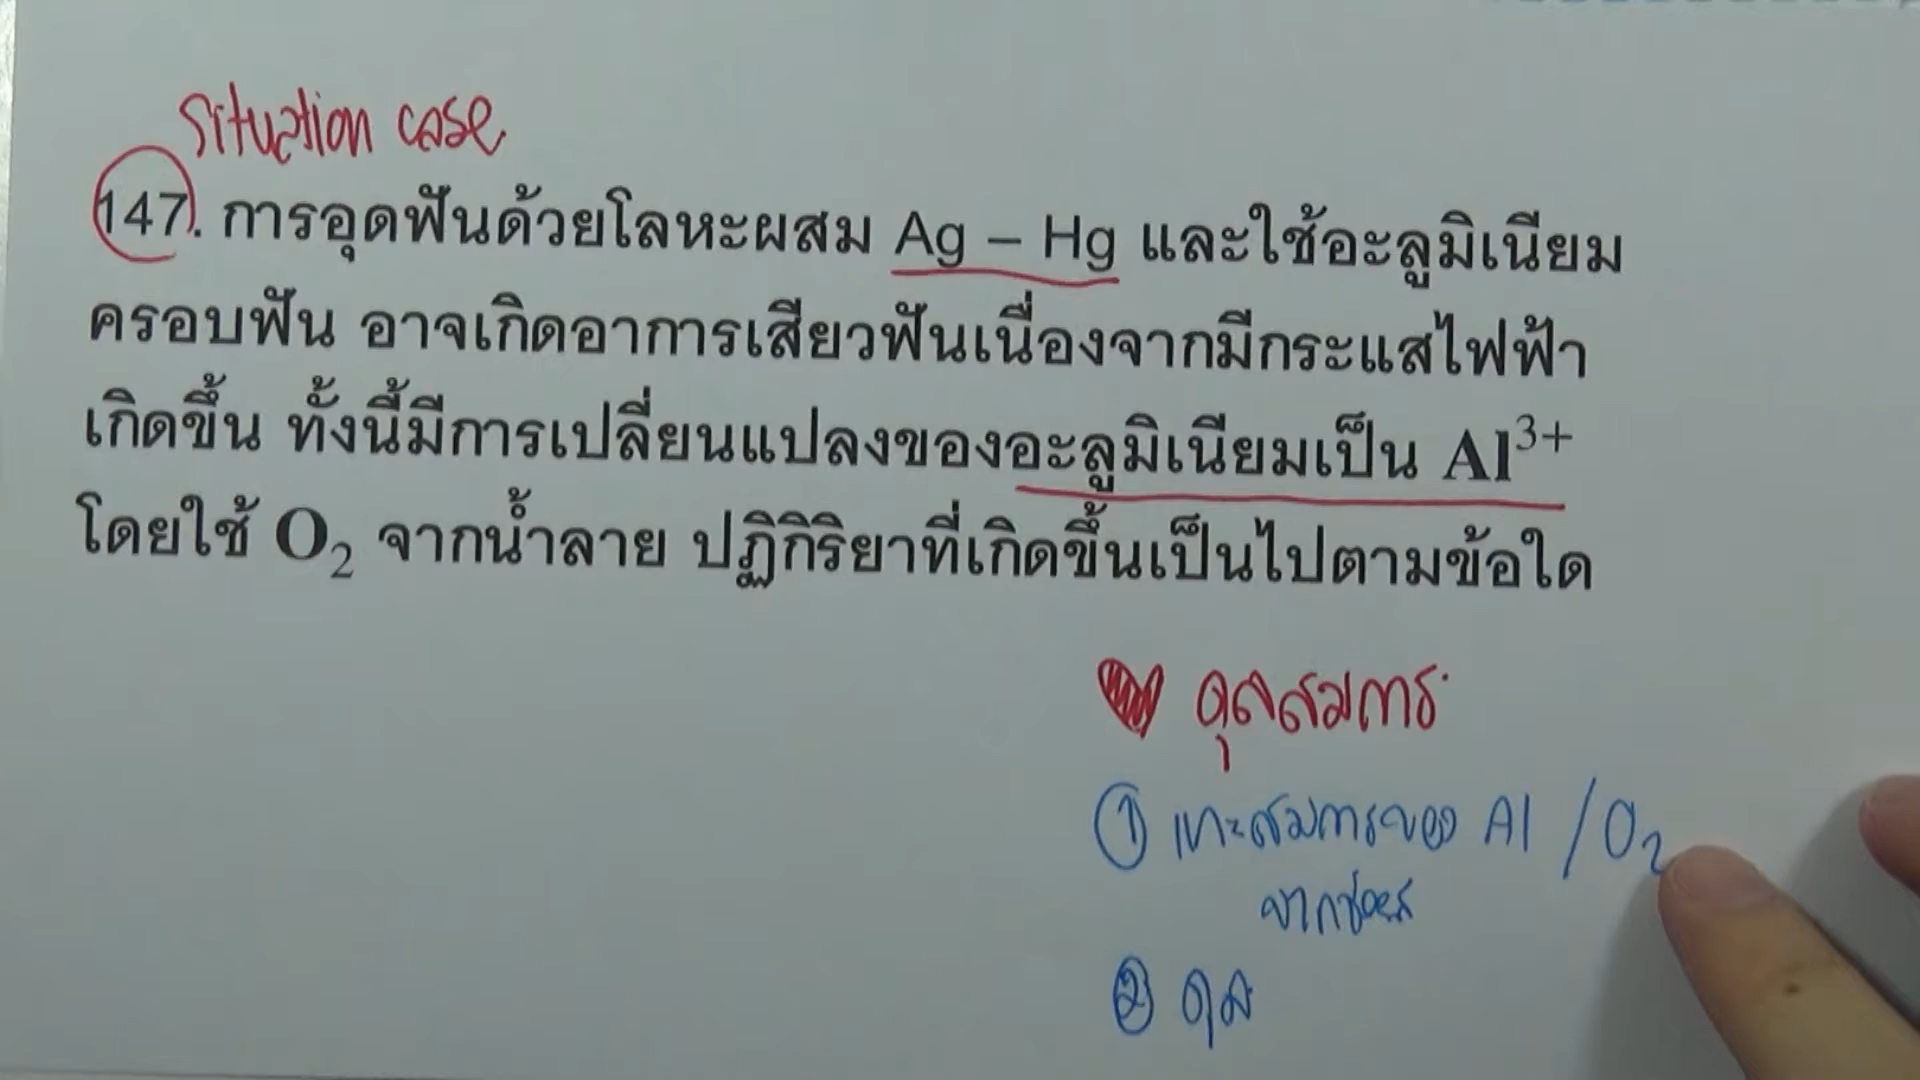 Situation case
147. การอุดฟันด้วยโลหะผสม Ag – Hg และใช้อะลูมิเนียม
ครอบฟัน อาจเกิดอาการเสียวฟันเนื่องจากมีกระแสไฟฟ้า
เกิดขึ้น ทั้งนี้มีการเปลี่ยนแปลงของอะลูมิเนียมเป็น Al³⁺
โดยใช้ O₂ จากน้ำลาย ปฏิกิริยาที่เกิดขึ้นเป็นไปตามข้อใด
ดุลสมการ
① เกาะสมการของ Al / O₂
จากช้อยส์
② ดุล